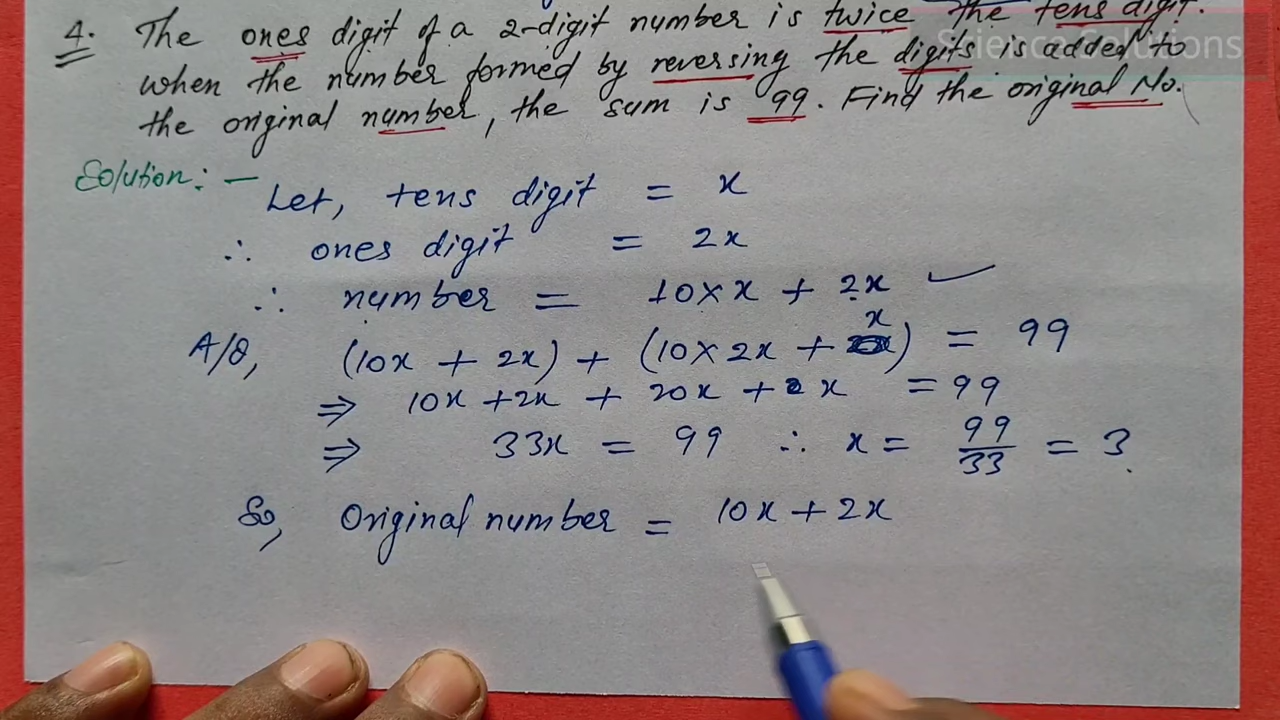 4. The ones digit of a 2-digit number is twice the tens digit.
Science Solutions
when the number formed by reversing the digits is added to
the original number, the sum is 99. Find the original No.
Solution: -
Let, tens digit = x
∴ ones digit = 2x
∴ number = 10×x + 2x ✓
A/Q, (10x + 2x) + (10×2x + x) = 99
⇒ 10x + 2x + 20x + x = 99
⇒ 33x = 99 ∴ x = 99/33 = 3.
So, Original number = 10x + 2x